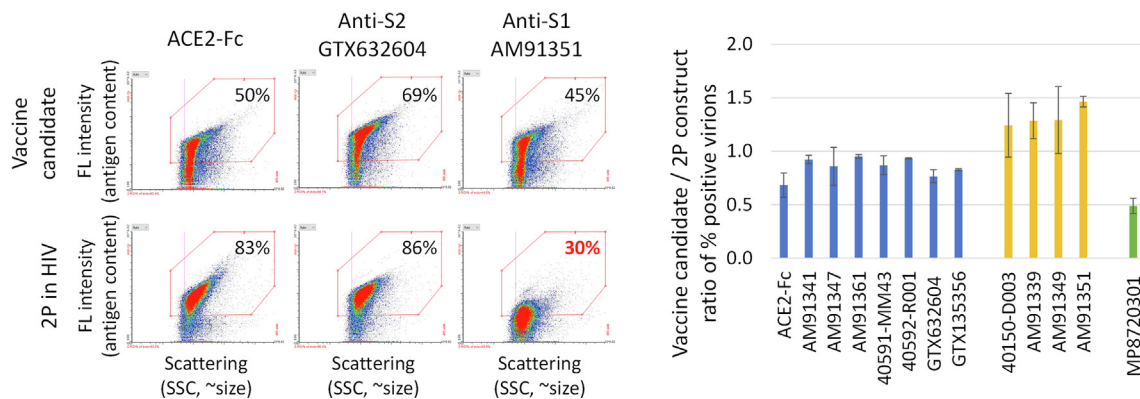 ACE2-Fc
Anti-S2
GTX632604
Anti-S1
AM91351
Vaccine
candidate
FL intensity
(antigen content)
50%
69%
45%
2P in HIV
FL intensity
(antigen content)
83%
86%
30%
Scattering
(SSC, ~size)
Scattering
(SSC, ~size)
Scattering
(SSC, ~size)
Vaccine candidate / 2P construct
ratio of % positive virions
2.0
1.5
1.0
0.5
0.0
ACE2-Fc
AM91341
AM91347
AM91361
40591-MM43
40592-R001
GTX632604
GTX135356
40150-D003
AM91339
AM91349
AM91351
MP8720301